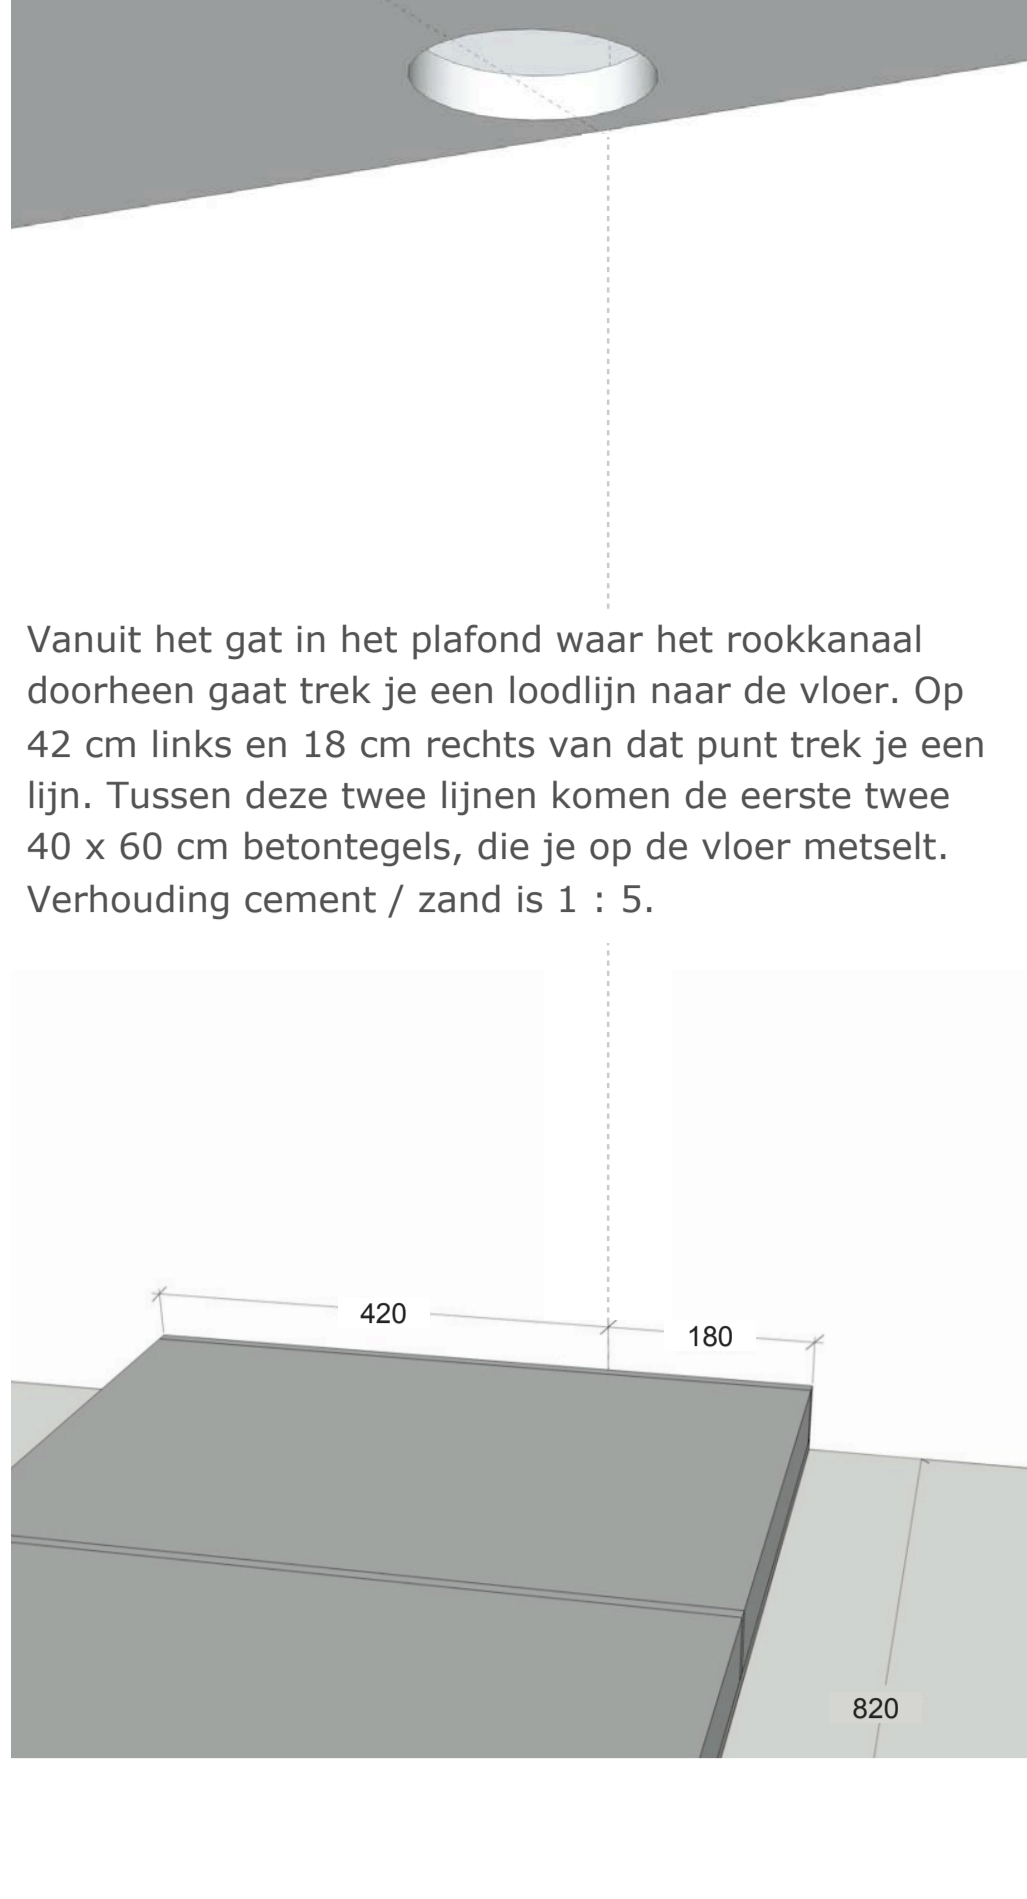 Vanuit het gat in het plafond waar het rookkanaal
doorheen gaat trek je een loodlijn naar de vloer. Op
42 cm links en 18 cm rechts van dat punt trek je een
lijn. Tussen deze twee lijnen komen de eerste twee
40 x 60 cm betontegels, die je op de vloer metselt.
Verhouding cement / zand is 1 : 5.
420
180
820